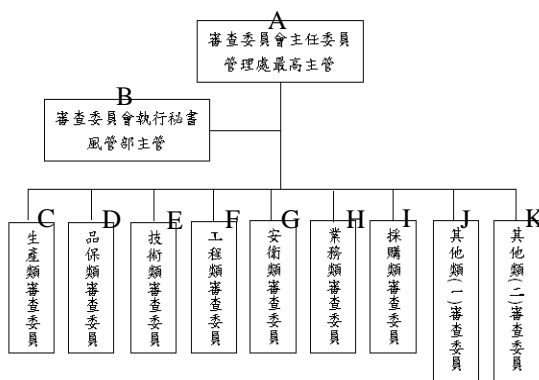 A
審查委員會主任委員
管理處最高主管
B
審查委員會執行祕書
風管部主管
C
生產類審查委員
D
品保類審查委員
E
技術類審查委員
F
工程類審查委員
G
安衛類審查委員
H
業務類審查委員
I
採購類審查委員
J
其他類(一)審查委員
K
其他類(二)審查委員